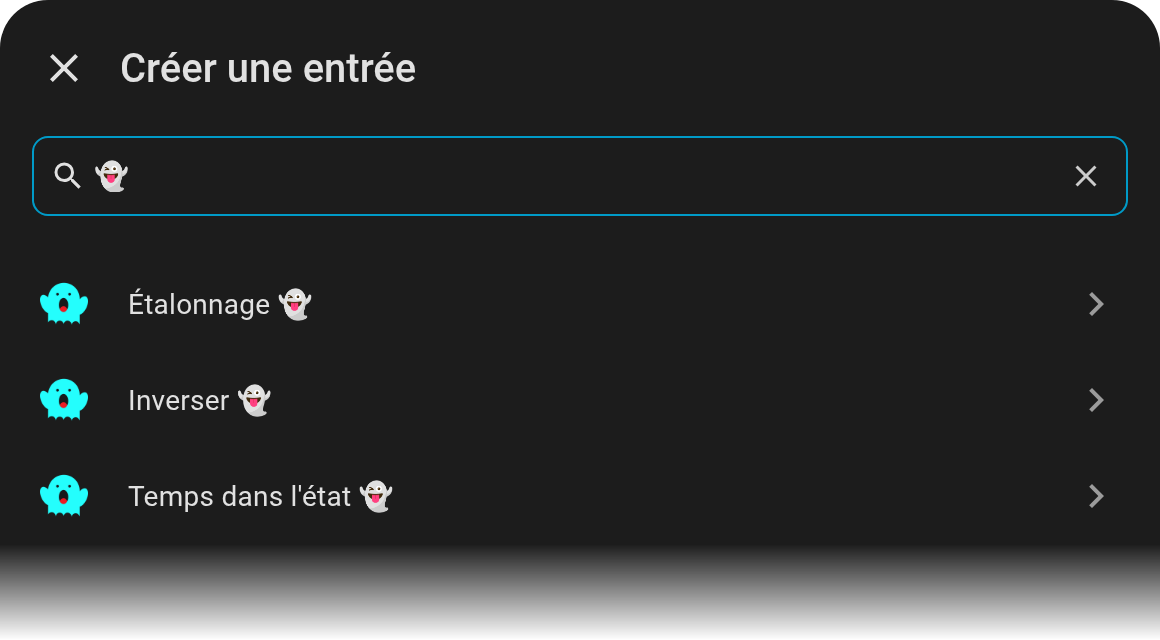 Créer une entrée
👻
Étalonnage 👻
Inverser 👻
Temps dans l'état 👻